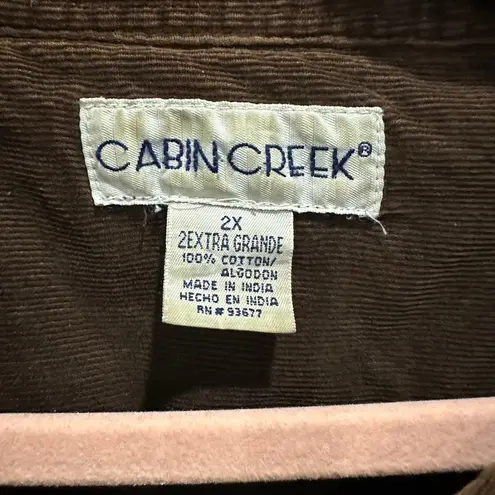 CABIN CREEK®
2X
2EXTRA GRANDE
100% COTTON/
ALGODON
MADE IN INDIA
HECHO EN INDIA
RN# 93677